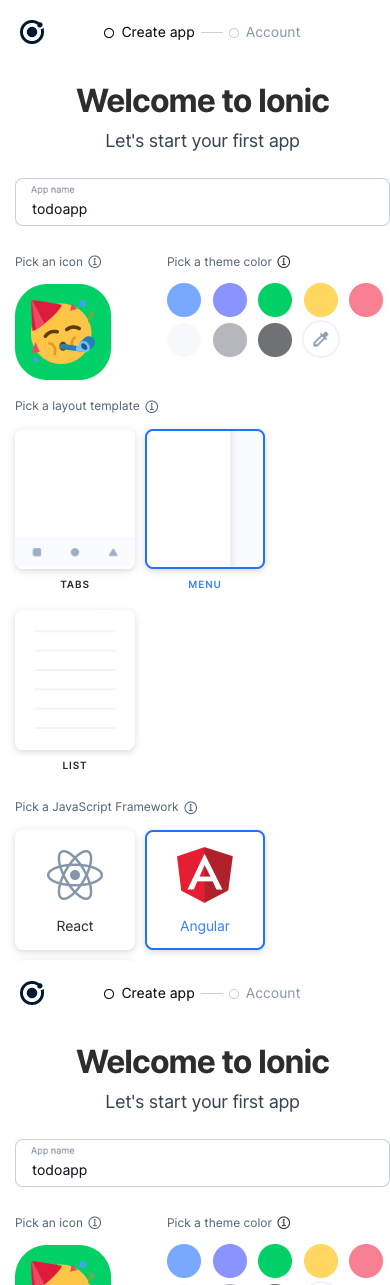 Create app Account
Welcome to Ionic
Let's start your first app
App name
todoapp
Pick an icon Pick a theme color
Pick a layout template
TABS MENU
LIST
Pick a JavaScript Framework
React Angular
Create app Account
Welcome to Ionic
Let's start your first app
App name
todoapp
Pick an icon Pick a theme color